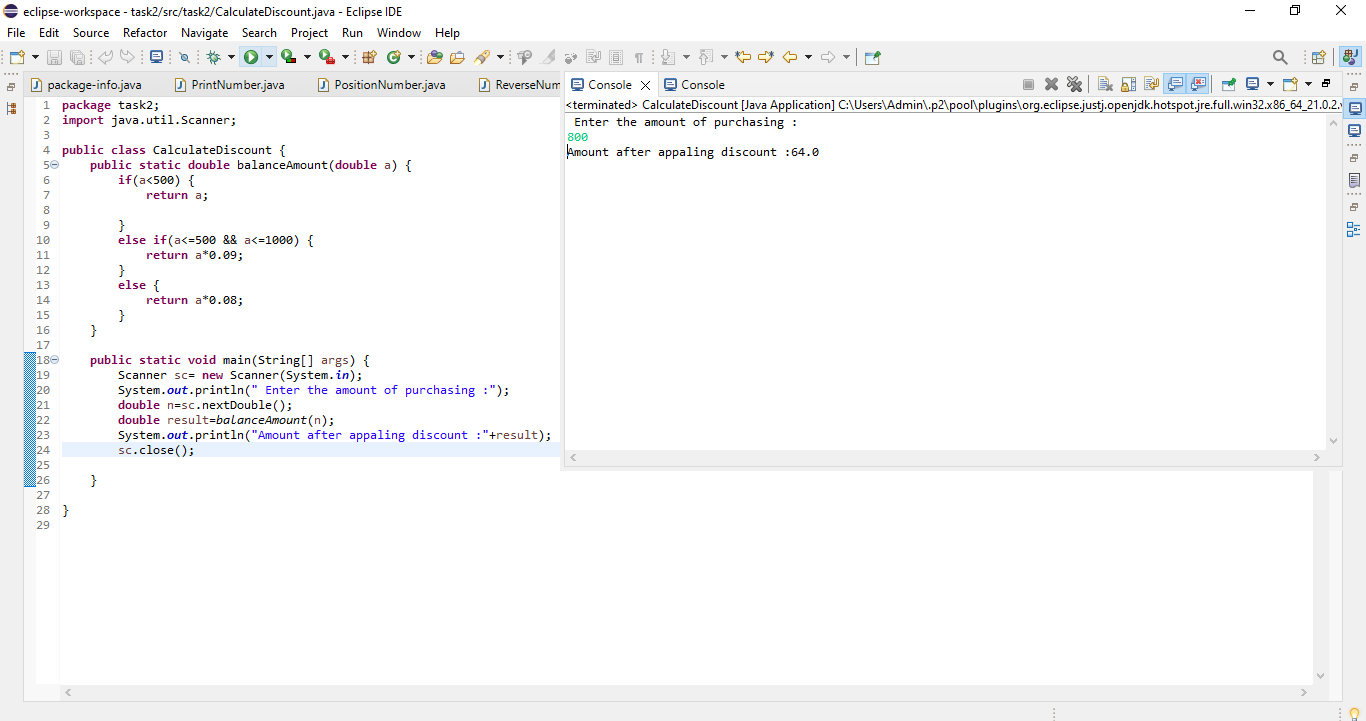 eclipse-workspace - task2/src/task2/CalculateDiscount.java - Eclipse IDE
File Edit Source Refactor Navigate Search Project Run Window Help
package-info.java PrintNumber.java PositionNumber.java ReverseNum Console Console
<terminated> CalculateDiscount [Java Application] C:\Users\Admin\.p2\pool\plugins\org.eclipse.justj.openjdk.hotspot.jre.full.win32.x86_64_21.0.2.v
Enter the amount of purchasing :
800
Amount after appaling discount :64.0
1 package task2;
2 import java.util.Scanner;
3
4 public class CalculateDiscount {
5 public static double balanceAmount(double a) {
6 if(a<500) {
7 return a;
8
9 }
10 else if(a<=500 && a<=1000) {
11 return a*0.09;
12 }
13 else {
14 return a*0.08;
15 }
16 }
17
18 public static void main(String[] args) {
19 Scanner sc= new Scanner(System.in);
20 System.out.println(" Enter the amount of purchasing :");
21 double n=sc.nextDouble();
22 double result=balanceAmount(n);
23 System.out.println("Amount after appaling discount :"+result);
24 sc.close();
25
26 }
27
28 }
29